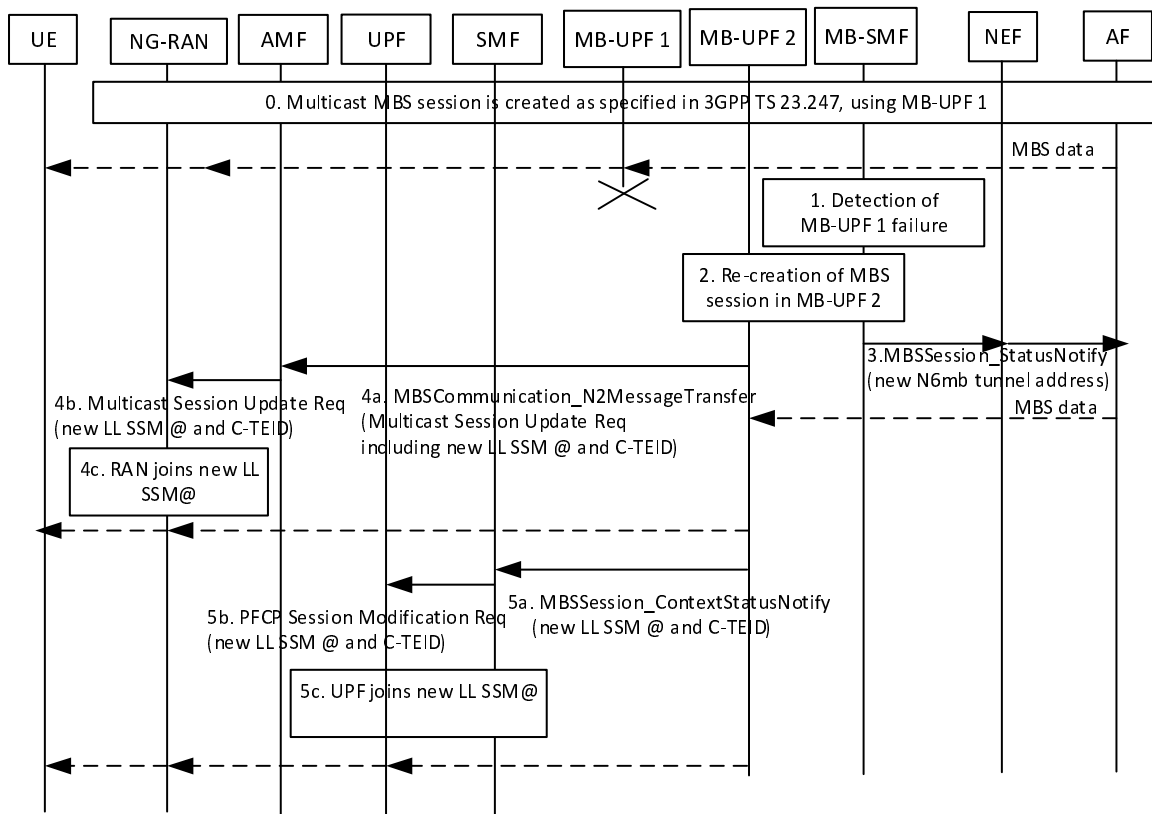 UE
NG-RAN
AMF
UPF
SMF
MB-UPF 1
MB-UPF 2
MB-SMF
NEF
AF
0. Multicast MBS session is created as specified in 3GPP TS 23.247, using MB-UPF 1
MBS data
1. Detection of
MB-UPF 1 failure
2. Re-creation of MBS
session in MB-UPF 2
3.MBSSession_StatusNotify
(new N6mb tunnel address)
MBS data
4a. MBSCommunication_N2MessageTransfer
(Multicast Session Update Req
including new LL SSM @ and C-TEID)
4b. Multicast Session Update Req
(new LL SSM @ and C-TEID)
4c. RAN joins new LL
SSM@
5a. MBSSession_ContextStatusNotify
(new LL SSM @ and C-TEID)
5b. PFCP Session Modification Req
(new LL SSM @ and C-TEID)
5c. UPF joins new LL SSM@